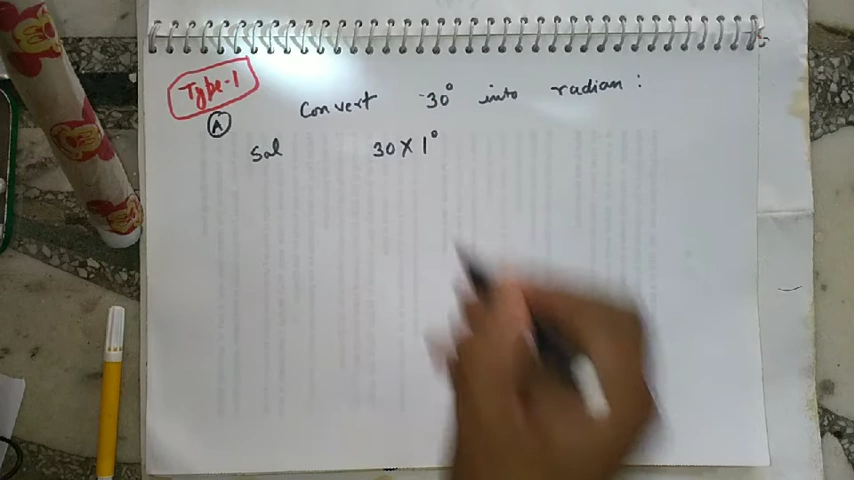 Type-1
Convert -30° into radian :
A
Sol 30 × 1°